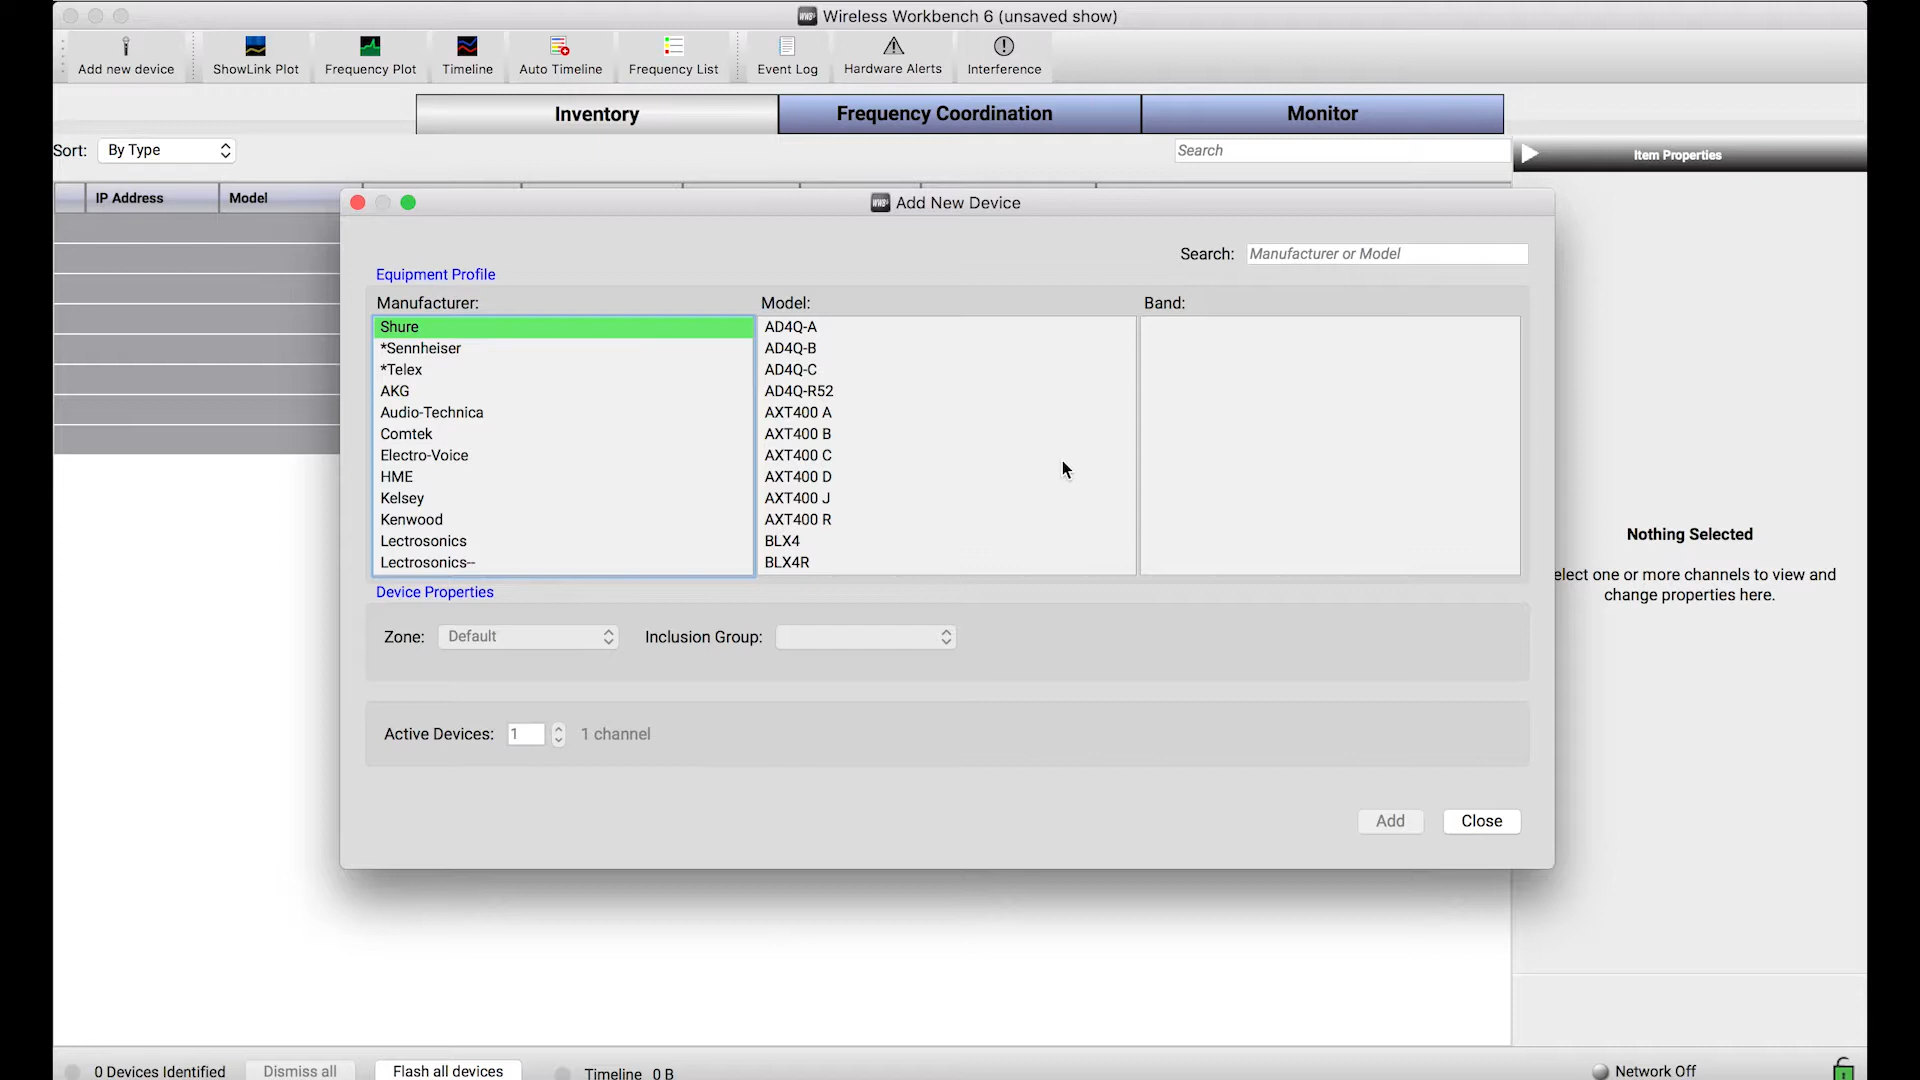 Wireless Workbench 6 (unsaved show)
Add new device
ShowLink Plot
Frequency Plot
Timeline
Auto Timeline
Frequency List
Event Log
Hardware Alerts
Interference
Inventory
Frequency Coordination
Monitor
Sort: By Type
Search
Item Properties
IP Address
Model
Add New Device
Search: Manufacturer or Model
Equipment Profile
Manufacturer:
Shure
*Sennheiser
*Telex
AKG
Audio-Technica
Comtek
Electro-Voice
HME
Kelsey
Kenwood
Lectrosonics
Lectrosonics--
Model:
AD4Q-A
AD4Q-B
AD4Q-C
AD4Q-R52
AXT400 A
AXT400 B
AXT400 C
AXT400 D
AXT400 J
AXT400 R
BLX4
BLX4R
Band:
Device Properties
Zone: Default
Inclusion Group:
Active Devices: 1 1 channel
Add
Close
Nothing Selected
elect one or more channels to view and
change properties here.
0 Devices Identified
Dismiss all
Flash all devices
Timeline 0 B
Network Off